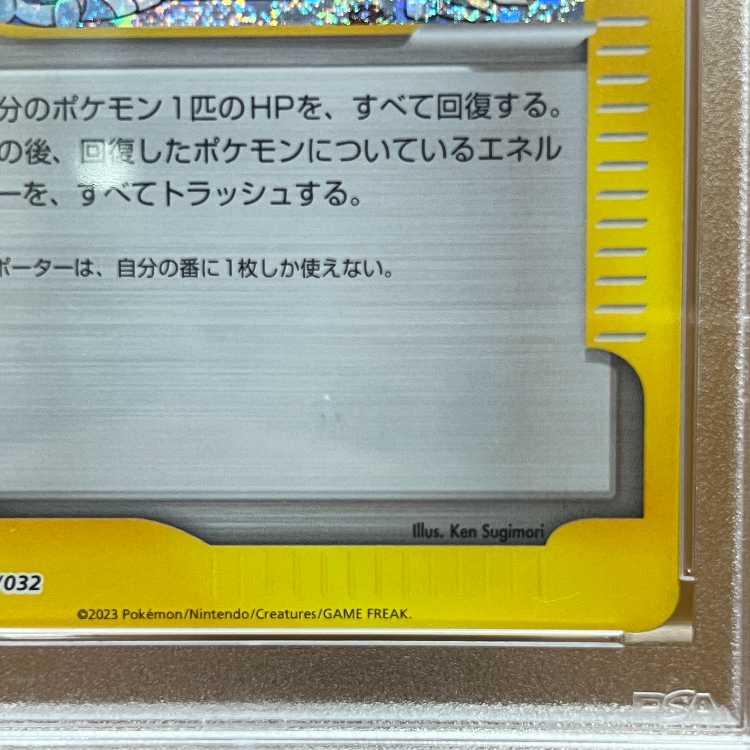 分のポケモン1匹のHPを、すべて回復する。
の後、回復したポケモンについているエネル
ーを、すべてトラッシュする。
ポーターは、自分の番に1枚しか使えない。
Illus. Ken Sugimori
/032
©2023 Pokémon/Nintendo/Creatures/GAME FREAK.
PSA